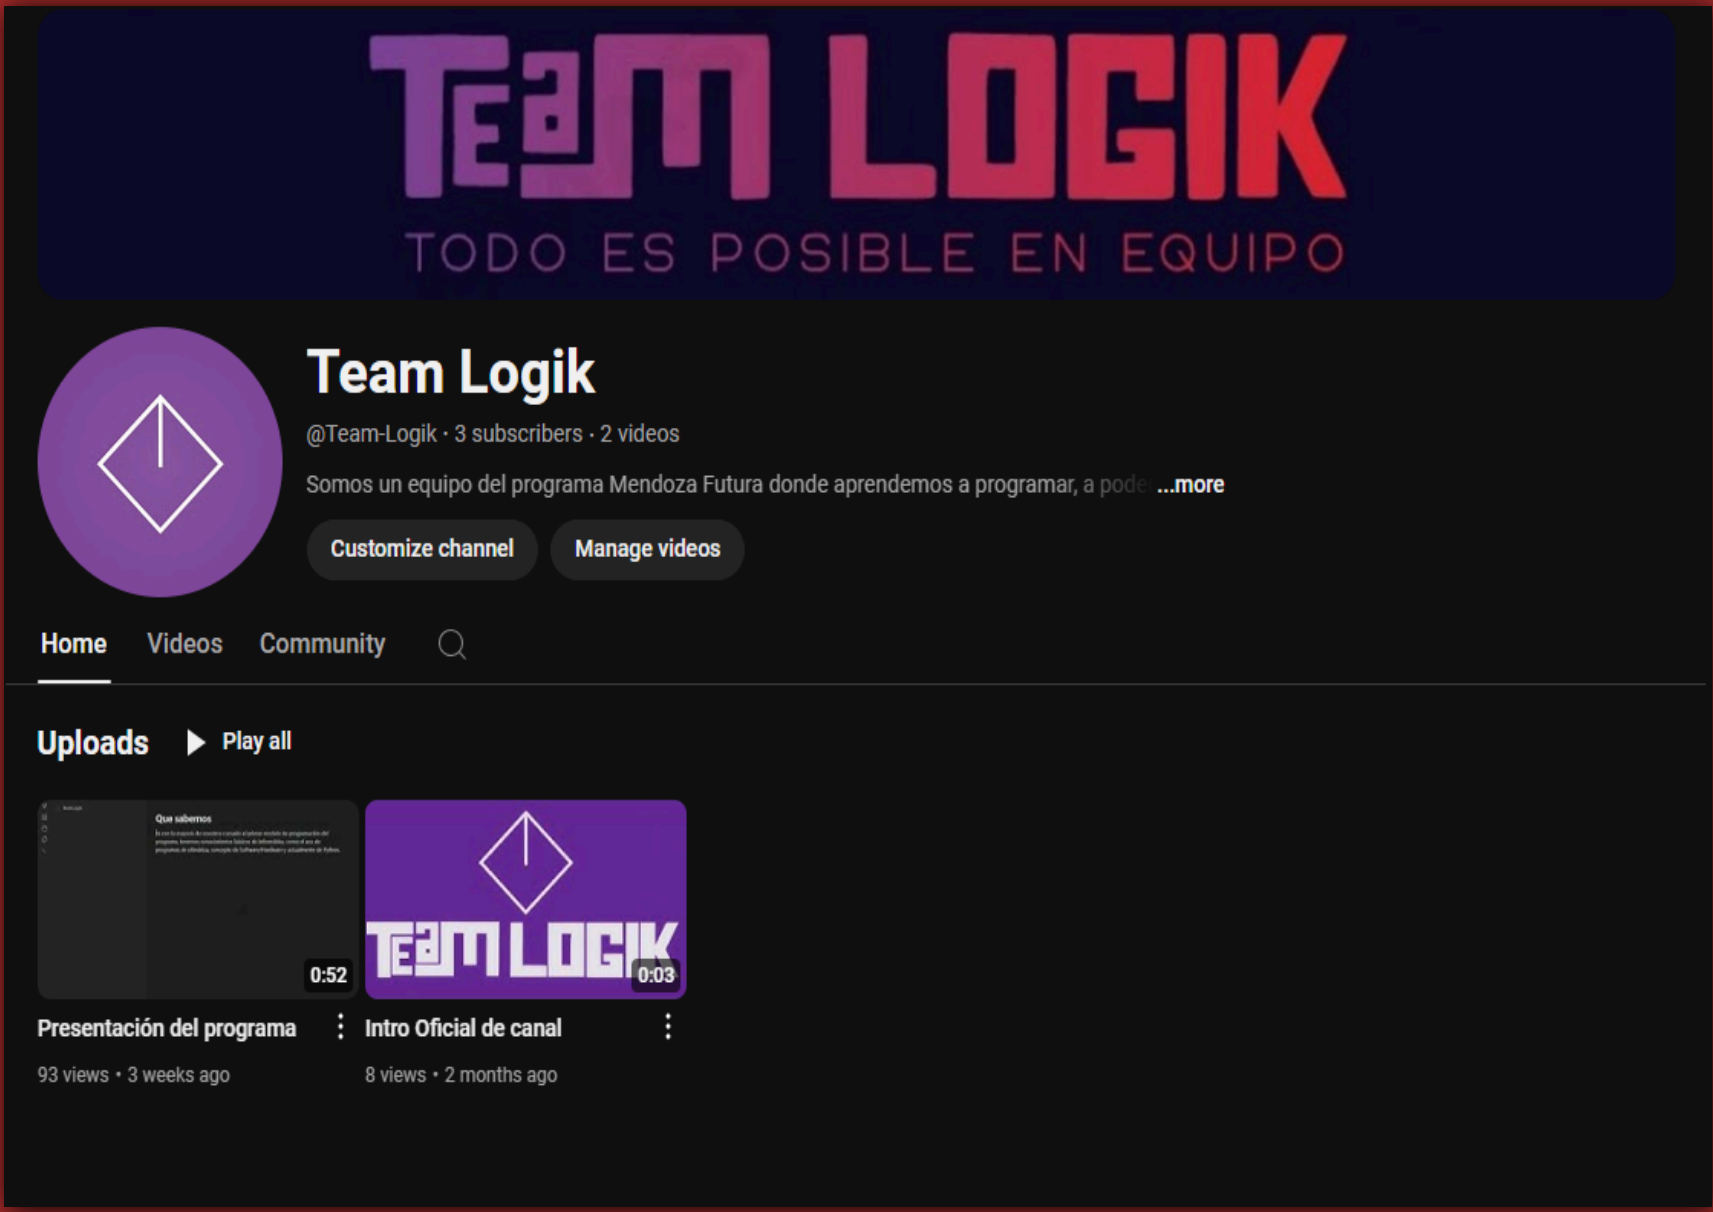 TEaM LOGIK
TODO ES POSIBLE EN EQUIPO
Team Logik
@Team-Logik · 3 subscribers · 2 videos
Somos un equipo del programa Mendoza Futura donde aprendemos a programar, a pode ...more
Customize channel
Manage videos
Home
Videos
Community
Uploads
Play all
Que sabemos
0:52
TEaM LOGIK
0:03
Presentación del programa
Intro Oficial de canal
93 views • 3 weeks ago
8 views • 2 months ago